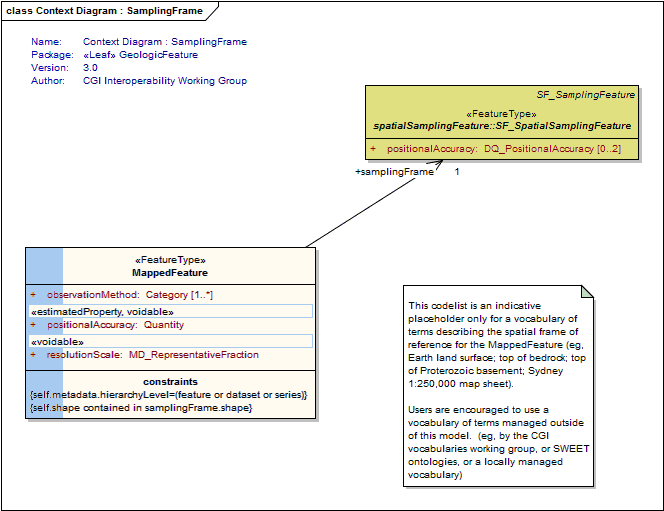 class Context Diagram : SamplingFrame
Name: Context Diagram : SamplingFrame
Package: «Leaf» GeologicFeature
Version: 3.0
Author: CGI Interoperability Working Group
SF_SamplingFeature
«FeatureType»
spatialSamplingFeature::SF_SpatialSamplingFeature
+ positionalAccuracy: DQ_PositionalAccuracy [0..2]
+samplingFrame 1
«FeatureType»
MappedFeature
+ observationMethod: Category [1..*]
«estimatedProperty, voidable»
+ positionalAccuracy: Quantity
«voidable»
+ resolutionScale: MD_RepresentativeFraction
constraints
{self.metadata.hierarchyLevel=(feature or dataset or series)}
{self.shape contained in samplingFrame.shape}
This codelist is an indicative
placeholder only for a vocabulary of
terms describing the spatial frame of
reference for the MappedFeature (eg,
Earth land surface; top of bedrock; top
of Proterozoic basement; Sydney
1:250,000 map sheet).
Users are encouraged to use a
vocabulary of terms managed outside
of this model. (eg, by the CGI
vocabularies working group, or SWEET
ontologies, or a locally managed
vocabulary)